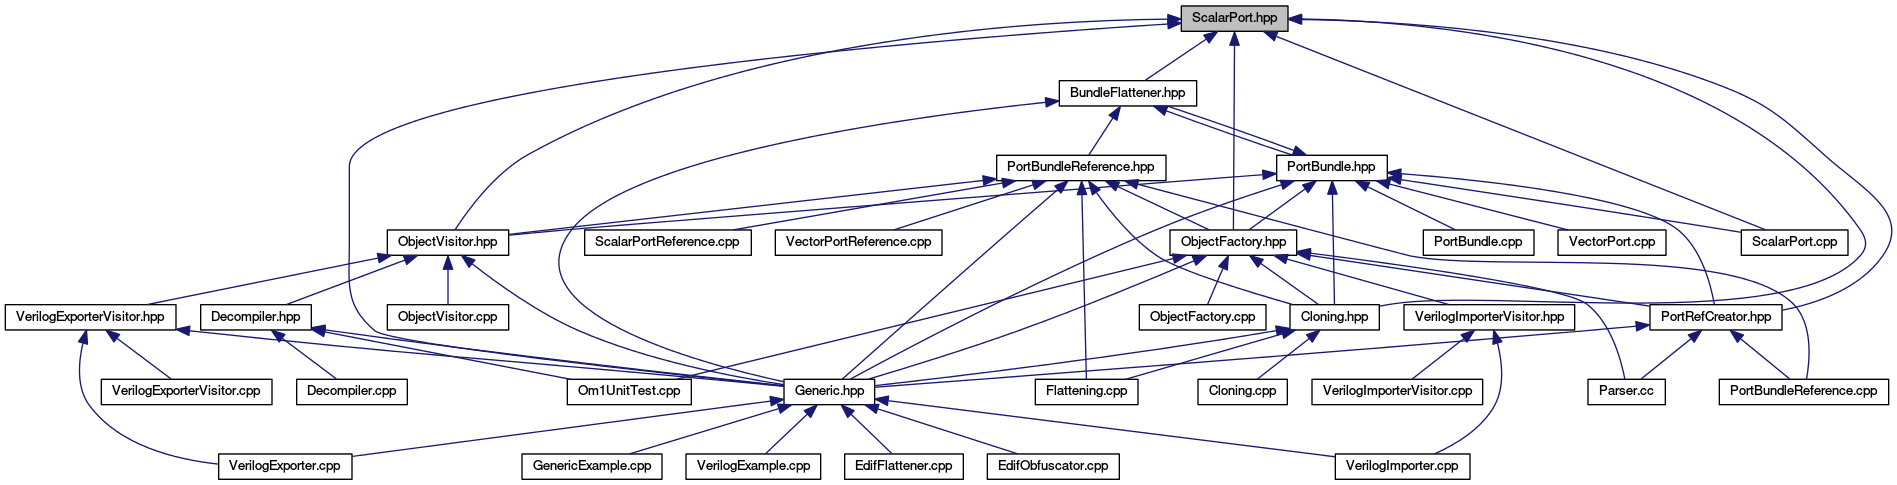 ScalarPort.hpp
BundleFlattener.hpp
PortBundleReference.hpp
PortBundle.hpp
ObjectVisitor.hpp
ScalarPortReference.cpp
VectorPortReference.cpp
ObjectFactory.hpp
PortBundle.cpp
VectorPort.cpp
ScalarPort.cpp
VerilogExporterVisitor.hpp
Decompiler.hpp
ObjectVisitor.cpp
ObjectFactory.cpp
Cloning.hpp
VerilogImporterVisitor.hpp
PortRefCreator.hpp
VerilogExporterVisitor.cpp
Decompiler.cpp
Om1UnitTest.cpp
Generic.hpp
Flattening.cpp
Cloning.cpp
VerilogImporterVisitor.cpp
Parser.cc
PortBundleReference.cpp
VerilogExporter.cpp
GenericExample.cpp
VerilogExample.cpp
EdifFlattener.cpp
EdifObfuscator.cpp
VerilogImporter.cpp